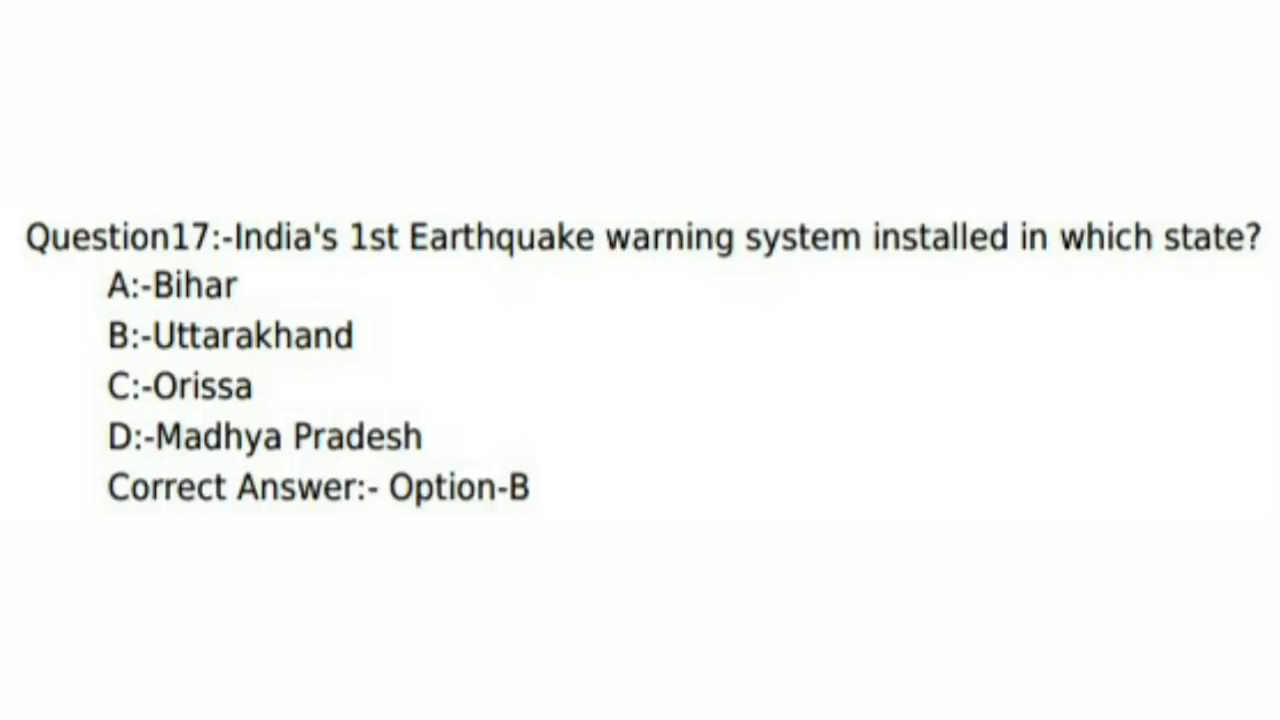 Question17:-India's 1st Earthquake warning system installed in which state?
A:-Bihar
B:-Uttarakhand
C:-Orissa
D:-Madhya Pradesh
Correct Answer:- Option-B